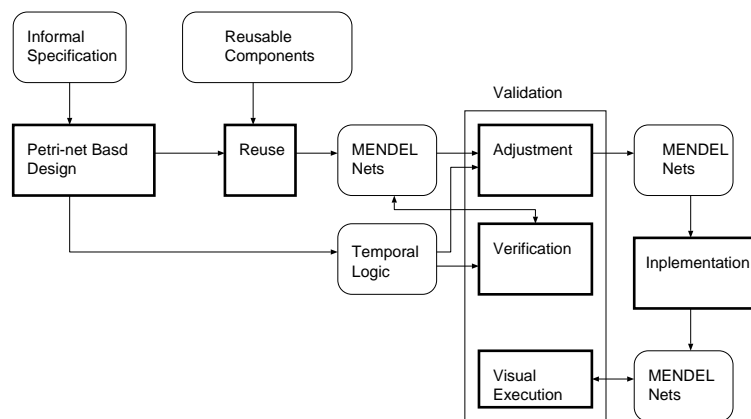 Informal
Specification
Reusable
Components
Validation
Petri-net Basd
Design
Reuse
MENDEL
Nets
Adjustment
MENDEL
Nets
Temporal
Logic
Verification
Inplementation
Visual
Execution
MENDEL
Nets